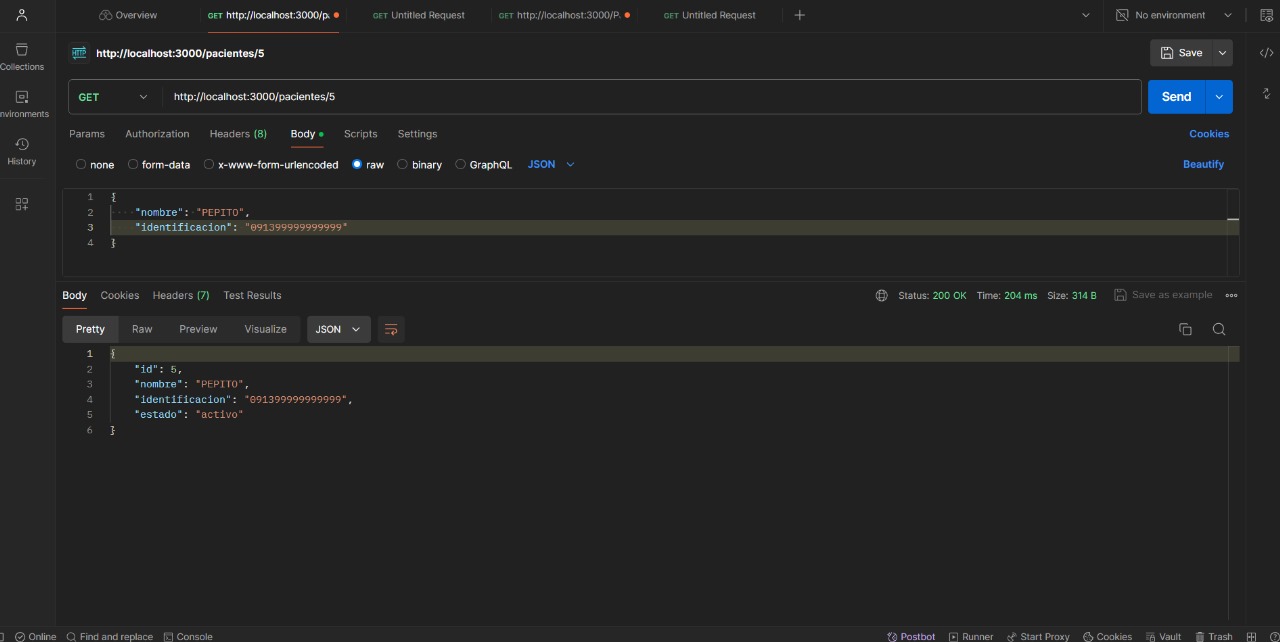 Overview
GET http://localhost:3000/p.
GET Untitled Request
GET http://localhost:3000/P.
GET Untitled Request
No environment
Collections
HTTP http://localhost:3000/pacientes/5
Save
nvironments
GET http://localhost:3000/pacientes/5
Send
Params Authorization Headers (8) Body Scripts Settings
Cookies
History
none form-data x-www-form-urlencoded raw binary GraphQL JSON
Beautify
1 {
2 "nombre": "PEPITO",
3 "identificacion": "091399999999999"
4 }
Body Cookies Headers (7) Test Results
Status: 200 OK Time: 204 ms Size: 314 B
Save as example
Pretty Raw Preview Visualize JSON
1 {
2 "id": 5,
3 "nombre": "PEPITO",
4 "identificacion": "091399999999999",
5 "estado": "activo"
6 }
Online Find and replace Console
Postbot Runner Start Proxy Cookies Vault Trash